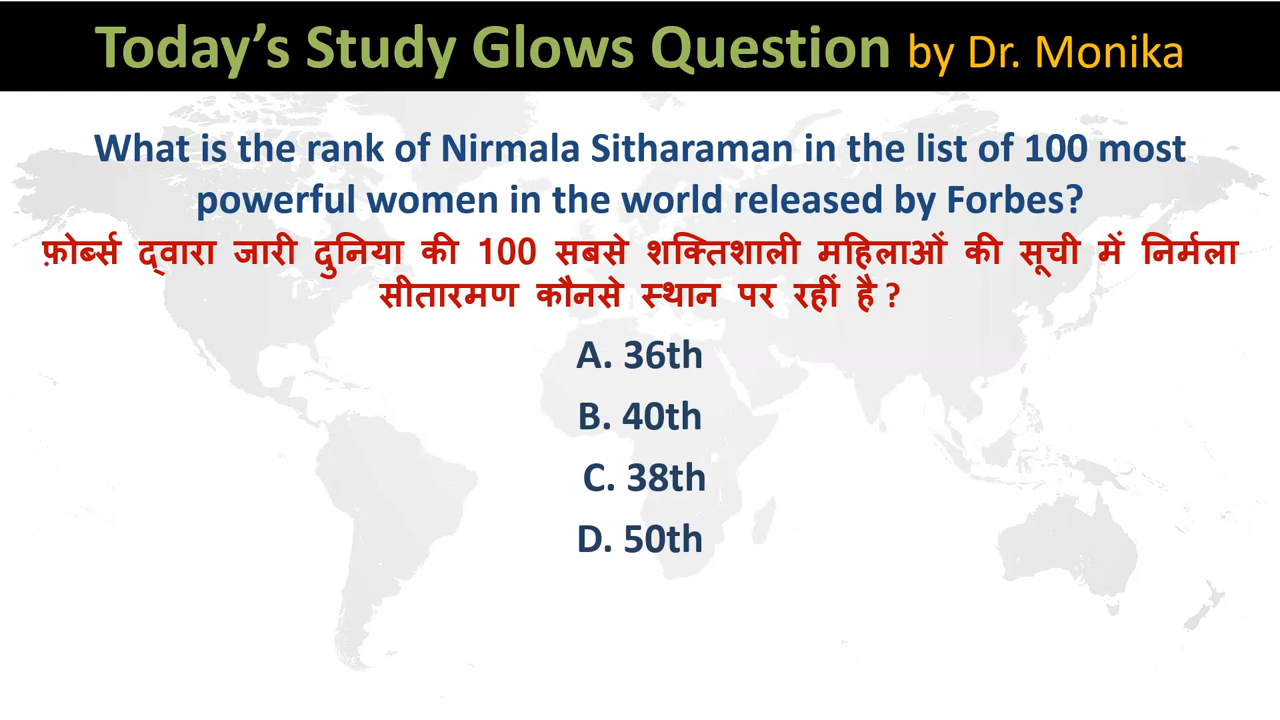 Today’s Study Glows Question by Dr. Monika
What is the rank of Nirmala Sitharaman in the list of 100 most
powerful women in the world released by Forbes?
फ़ोर्ब्स द्वारा जारी दुनिया की 100 सबसे शक्तिशाली महिलाओं की सूची में निर्मला
सीतारमण कौनसे स्थान पर रहीं है ?
A. 36th
B. 40th
C. 38th
D. 50th